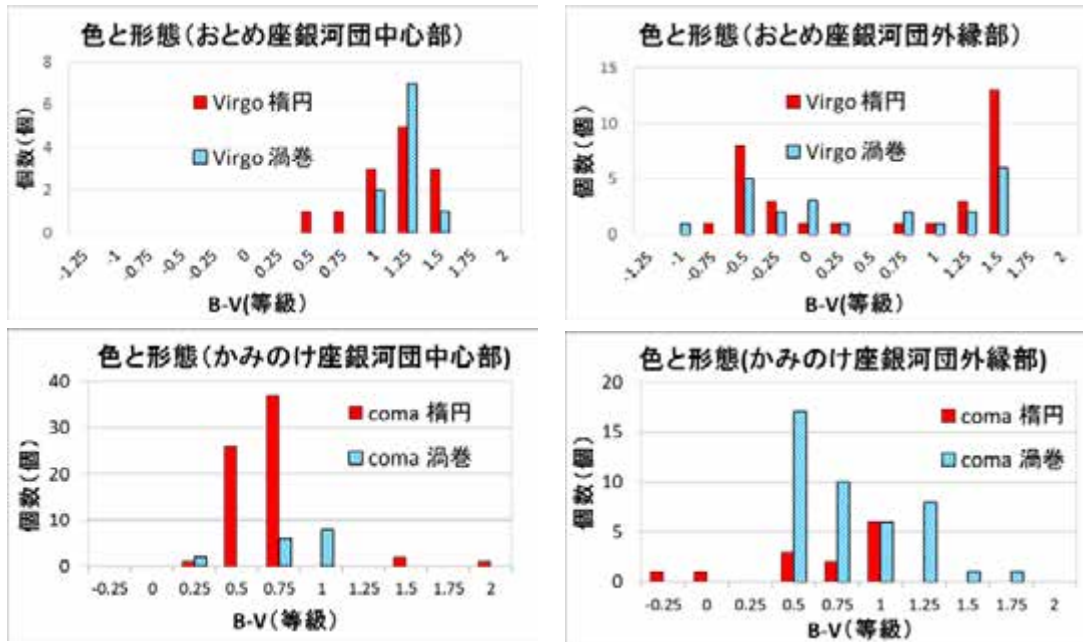 色と形態(おとめ座銀河団中心部)
個数(個)
8
6
4
2
0
Virgo 楕円
Virgo 渦巻
-1.25 -1 -0.75 -0.5 -0.25 0 0.25 0.5 0.75 1 1.25 1.5 1.75 2
B-V(等級)
色と形態(おとめ座銀河団外縁部)
個数(個)
15
10
5
0
Virgo 楕円
Virgo 渦巻
-1.25 -1 -0.75 -0.5 -0.25 0 0.25 0.5 0.75 1 1.25 1.5 1.75 2
B-V(等級)
色と形態(かみのけ座銀河団中心部)
個数(個)
40
30
20
10
0
coma 楕円
coma 渦巻
-0.25 0 0.25 0.5 0.75 1 1.25 1.5 1.75 2
B-V(等級)
色と形態(かみのけ座銀河団外縁部)
個数(個)
20
15
10
5
0
coma 楕円
coma 渦巻
-0.25 0 0.25 0.5 0.75 1 1.25 1.5 1.75 2
B-V(等級)